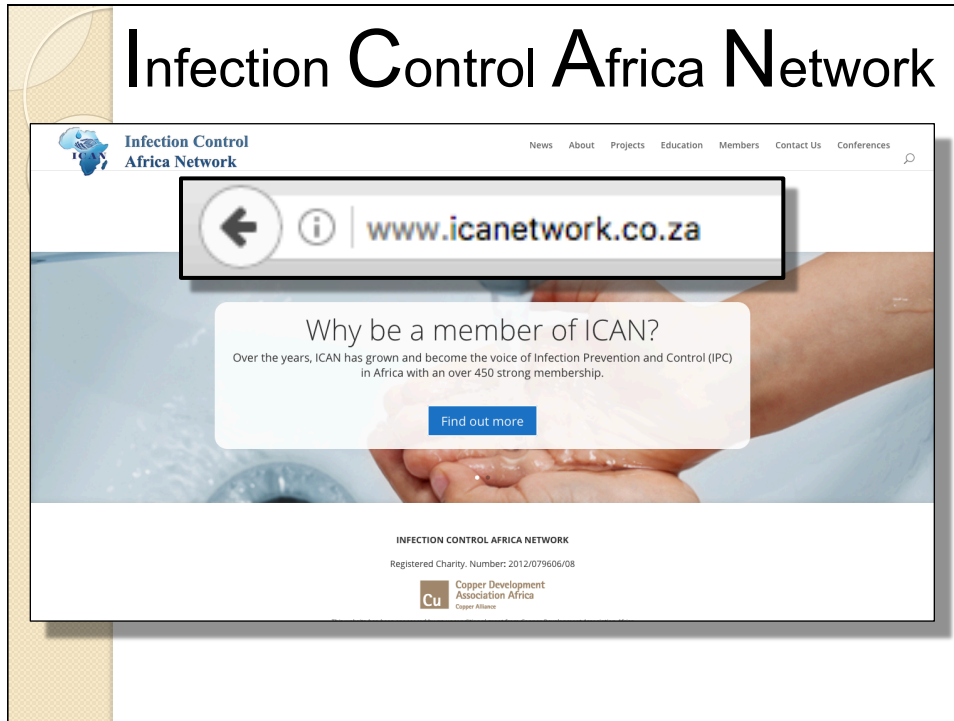 Infection Control Africa Network
ICAN
Infection Control
Africa Network
News About Projects Education Members Contact Us Conferences
www.icanetwork.co.za
Why be a member of ICAN?
Over the years, ICAN has grown and become the voice of Infection Prevention and Control (IPC)
in Africa with an over 450 strong membership.
Find out more
INFECTION CONTROL AFRICA NETWORK
Registered Charity. Number: 2012/079606/08
Cu
Copper Development
Association Africa
Copper Alliance